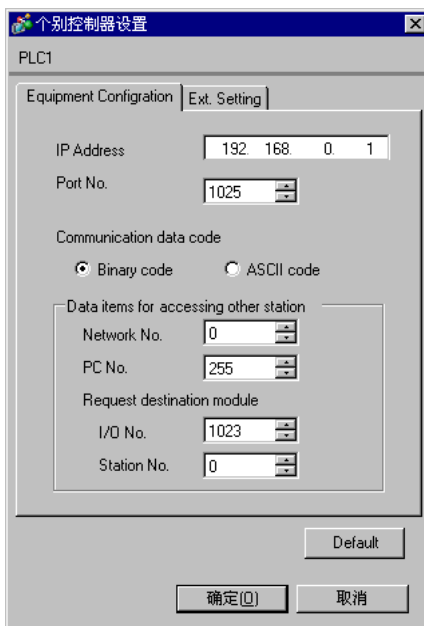 个别控制器设置
PLC1
Equipment Configration Ext. Setting
IP Address 192. 168. 0. 1
Port No. 1025
Communication data code
Binary code ASCII code
Data items for accessing other station
Network No. 0
PC No. 255
Request destination module
I/O No. 1023
Station No. 0
Default
确定(O) 取消